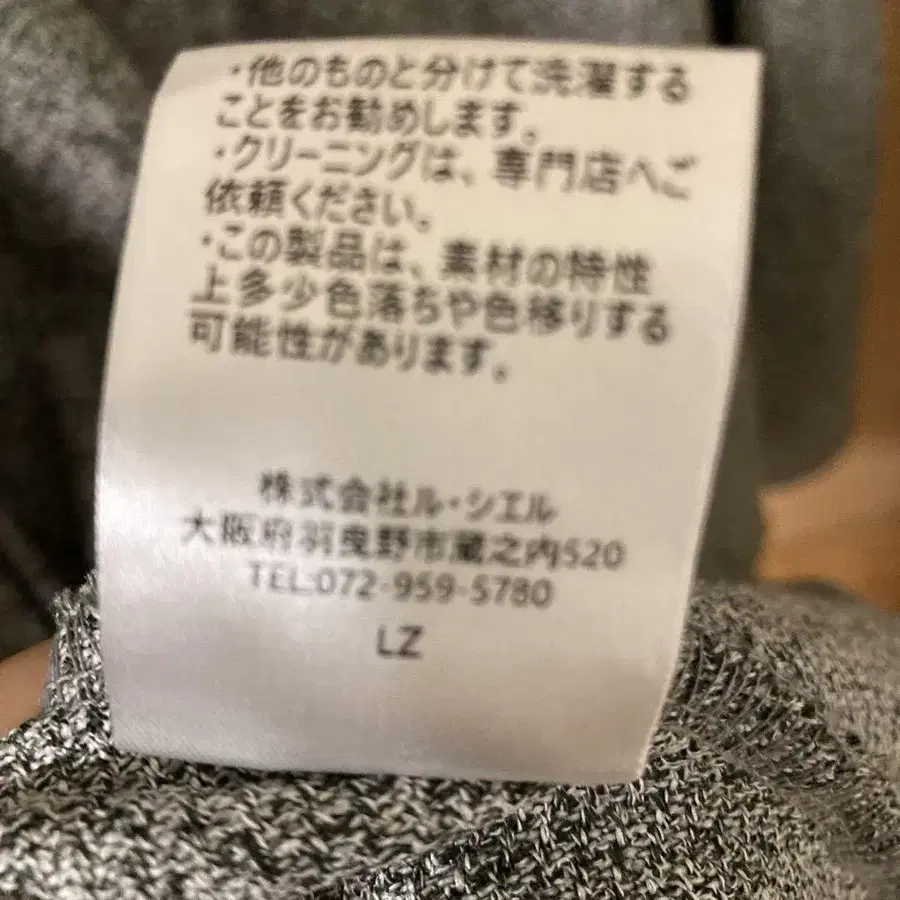 ・他のものと分けて洗濯する
ことをお勧めします。
・クリーニングは、専門店へご
依頼ください。
・この製品は、素材の特性
上多少色落ちや色移りする
可能性があります。
株式会社ル・シエル
大阪府羽曳野市蔵之内520
TEL:072-959-5780
LZ